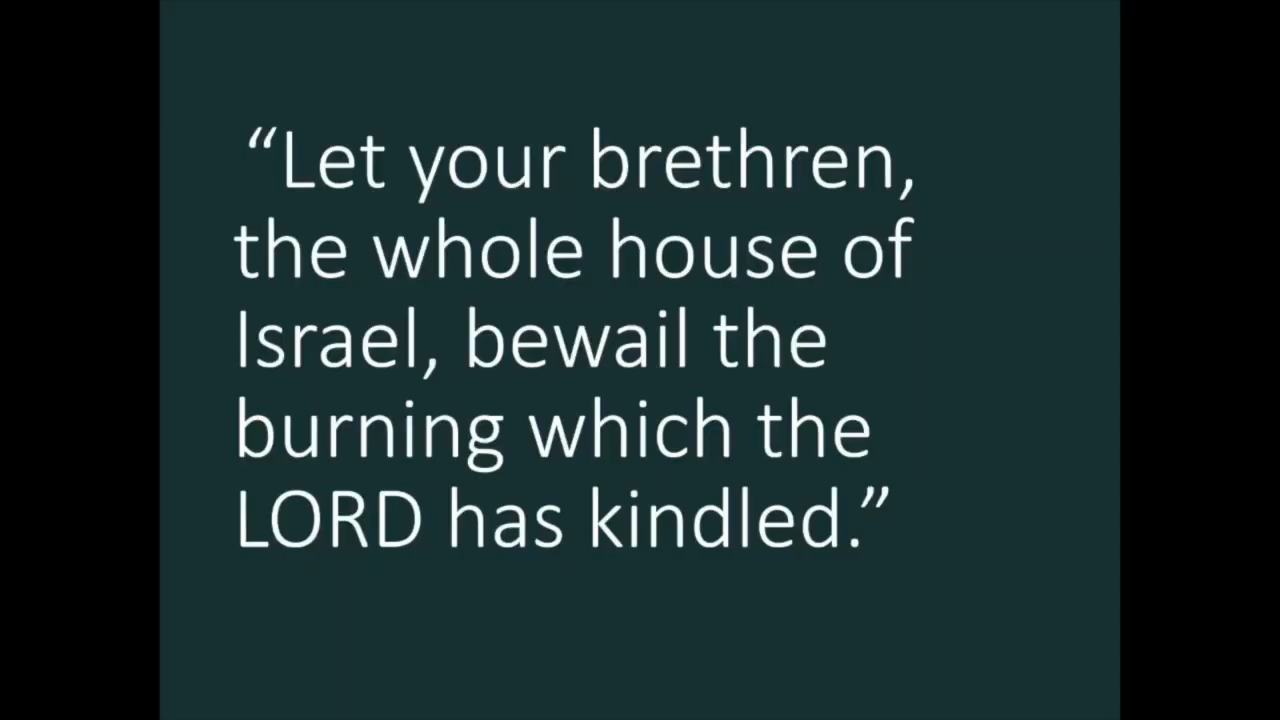 “Let your brethren,
the whole house of
Israel, bewail the
burning which the
LORD has kindled.”